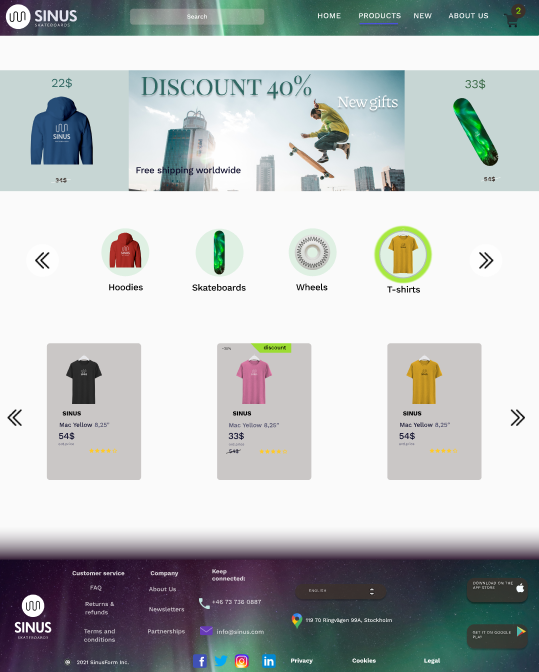 SINUS
SKATEBOARDS
Search
HOME
PRODUCTS
NEW
ABOUT US
2
22$
SINUS
94$
DISCOUNT 40%
New gifts
Free shipping worldwide
33$
54$
Hoodies
Skateboards
Wheels
T-shirts
SINUS
Mac Yellow 8,25"
54$
discount
SINUS
Mac Yellow 8,25"
33$
54$
SINUS
Mac Yellow 8,25"
54$
SINUS
SKATEBOARDS
Customer service
FAQ
Returns &
refunds
Terms and
conditions
Company
About Us
Newsletters
Partnerships
Keep
connected:
+46 73 736 0887
info@sinus.com
English
119 70 Ringvägen 99A, Stockholm
DOWNLOAD ON THE
APP STORE
GET IT ON GOOGLE
PLAY
© 2021 SinusForm Inc.
Privacy
Cookies
Legal